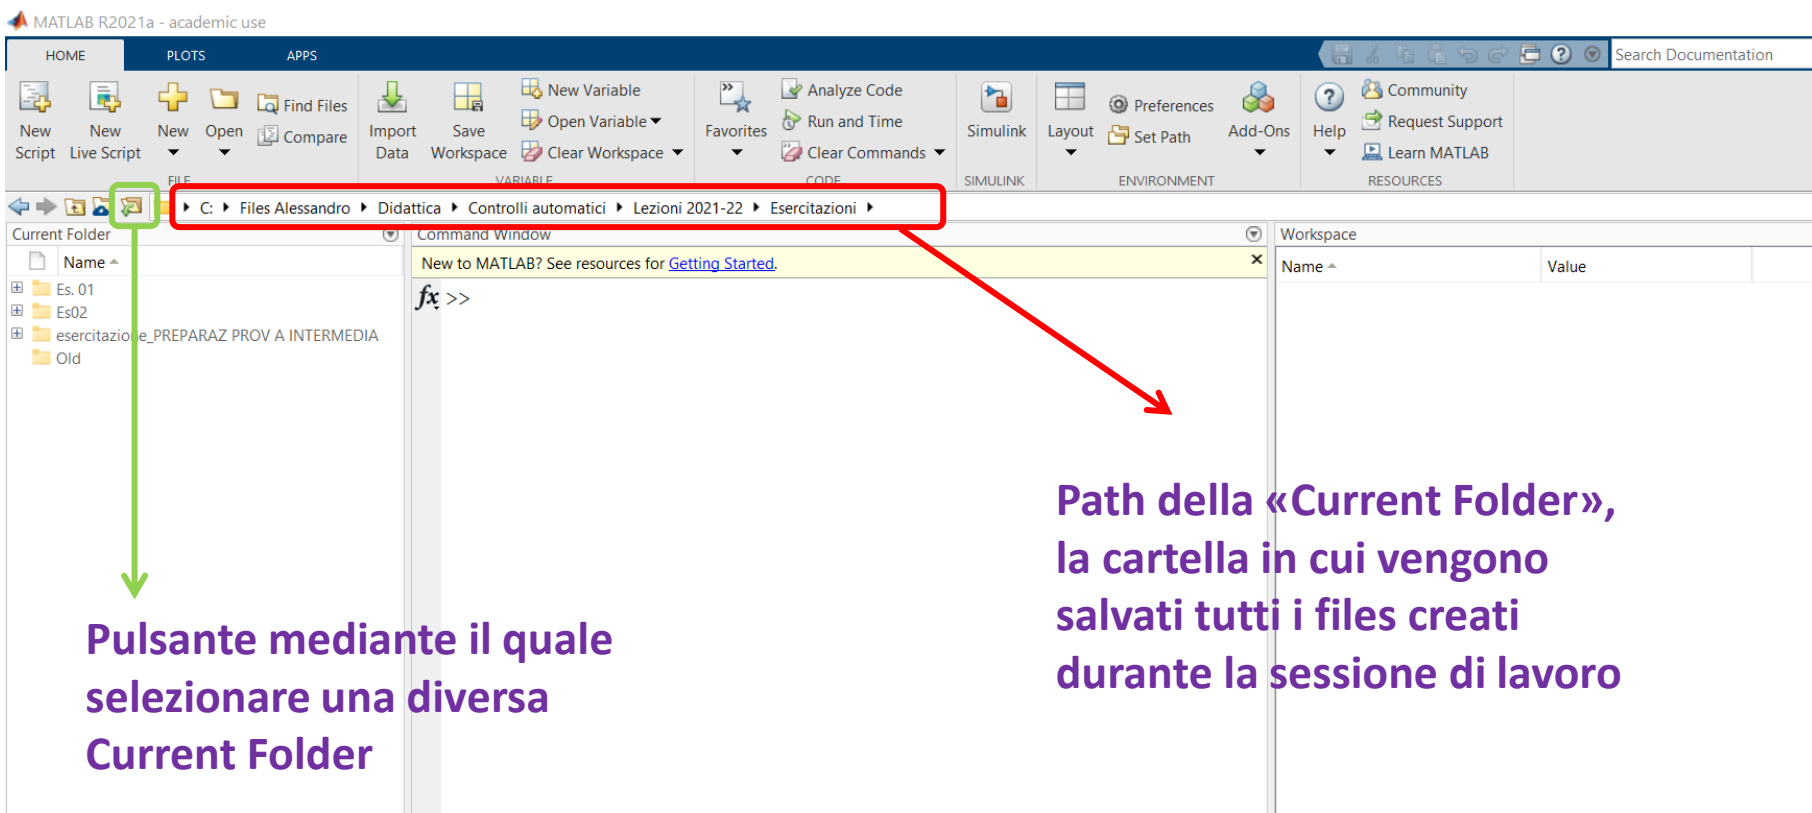 MATLAB R2021a - academic use
HOME PLOTS APPS
Search Documentation
New Script
New Live Script
New
Open
Find Files
Compare
Import Data
Save Workspace
New Variable
Open Variable
Clear Workspace
Favorites
Analyze Code
Run and Time
Clear Commands
Simulink
Layout
Preferences
Set Path
Add-Ons
Help
Community
Request Support
Learn MATLAB
FILE VARIABLE CODE SIMULINK ENVIRONMENT RESOURCES
C: Files Alessandro Didattica Controlli automatici Lezioni 2021-22 Esercitazioni
Current Folder
Name
Es. 01
Es02
esercitazione_PREPARAZ PROV A INTERMEDIA
Old
Command Window
New to MATLAB? See resources for Getting Started.
fx >>
Workspace
Name Value
Path della «Current Folder»,
la cartella in cui vengono
salvati tutti i files creati
durante la sessione di lavoro
Pulsante mediante il quale
selezionare una diversa
Current Folder